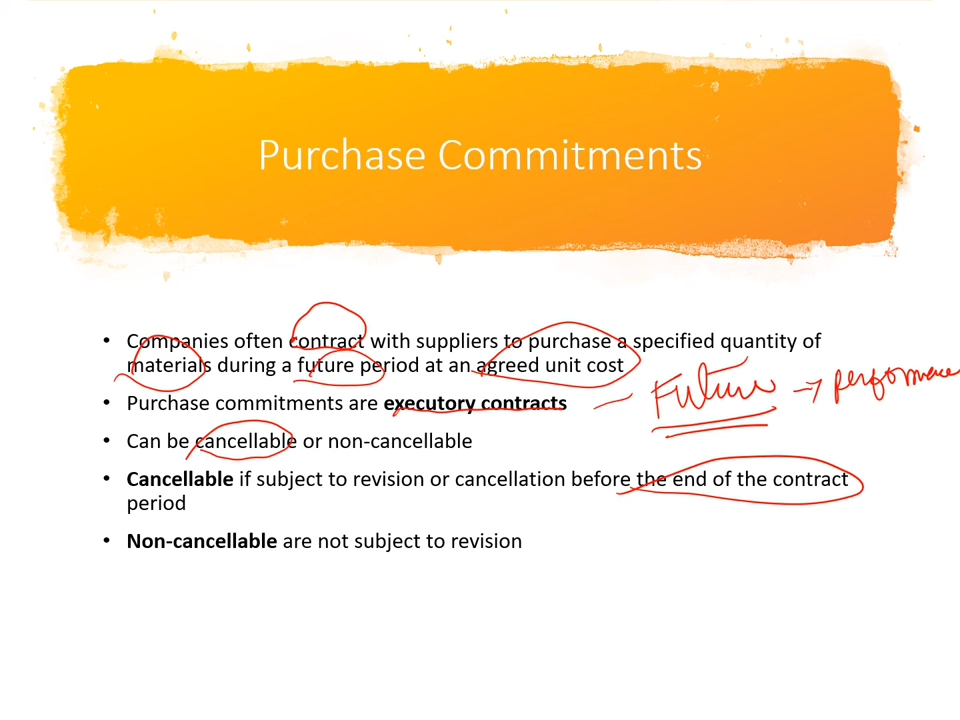 Purchase Commitments
• Companies often contract with suppliers to purchase a specified quantity of
materials during a future period at an agreed unit cost
• Purchase commitments are executory contracts – Future → performance
• Can be cancellable or non-cancellable
• Cancellable if subject to revision or cancellation before the end of the contract
period
• Non-cancellable are not subject to revision